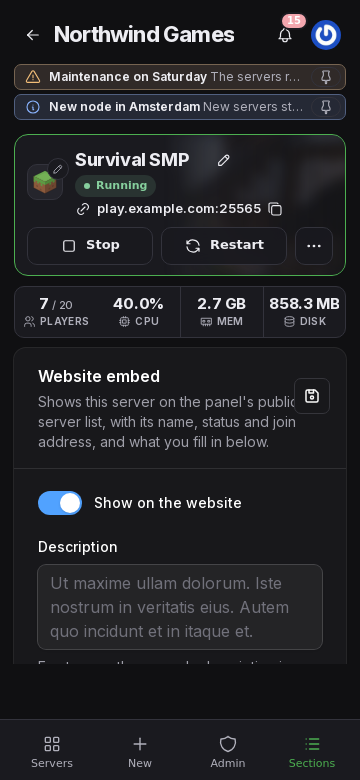 Northwind Games
15
Maintenance on Saturday The servers r...
New node in Amsterdam New servers st...
Survival SMP
Running
play.example.com:25565
Stop
Restart
7 / 20
PLAYERS
40.0%
CPU
2.7 GB
MEM
858.3 MB
DISK
Website embed
Shows this server on the panel's public
server list, with its name, status and join
address, and what you fill in below.
Show on the website
Description
Ut maxime ullam dolorum. Iste
nostrum in veritatis eius. Autem
quo incidunt et in itaque et.
Servers
New
Admin
Sections